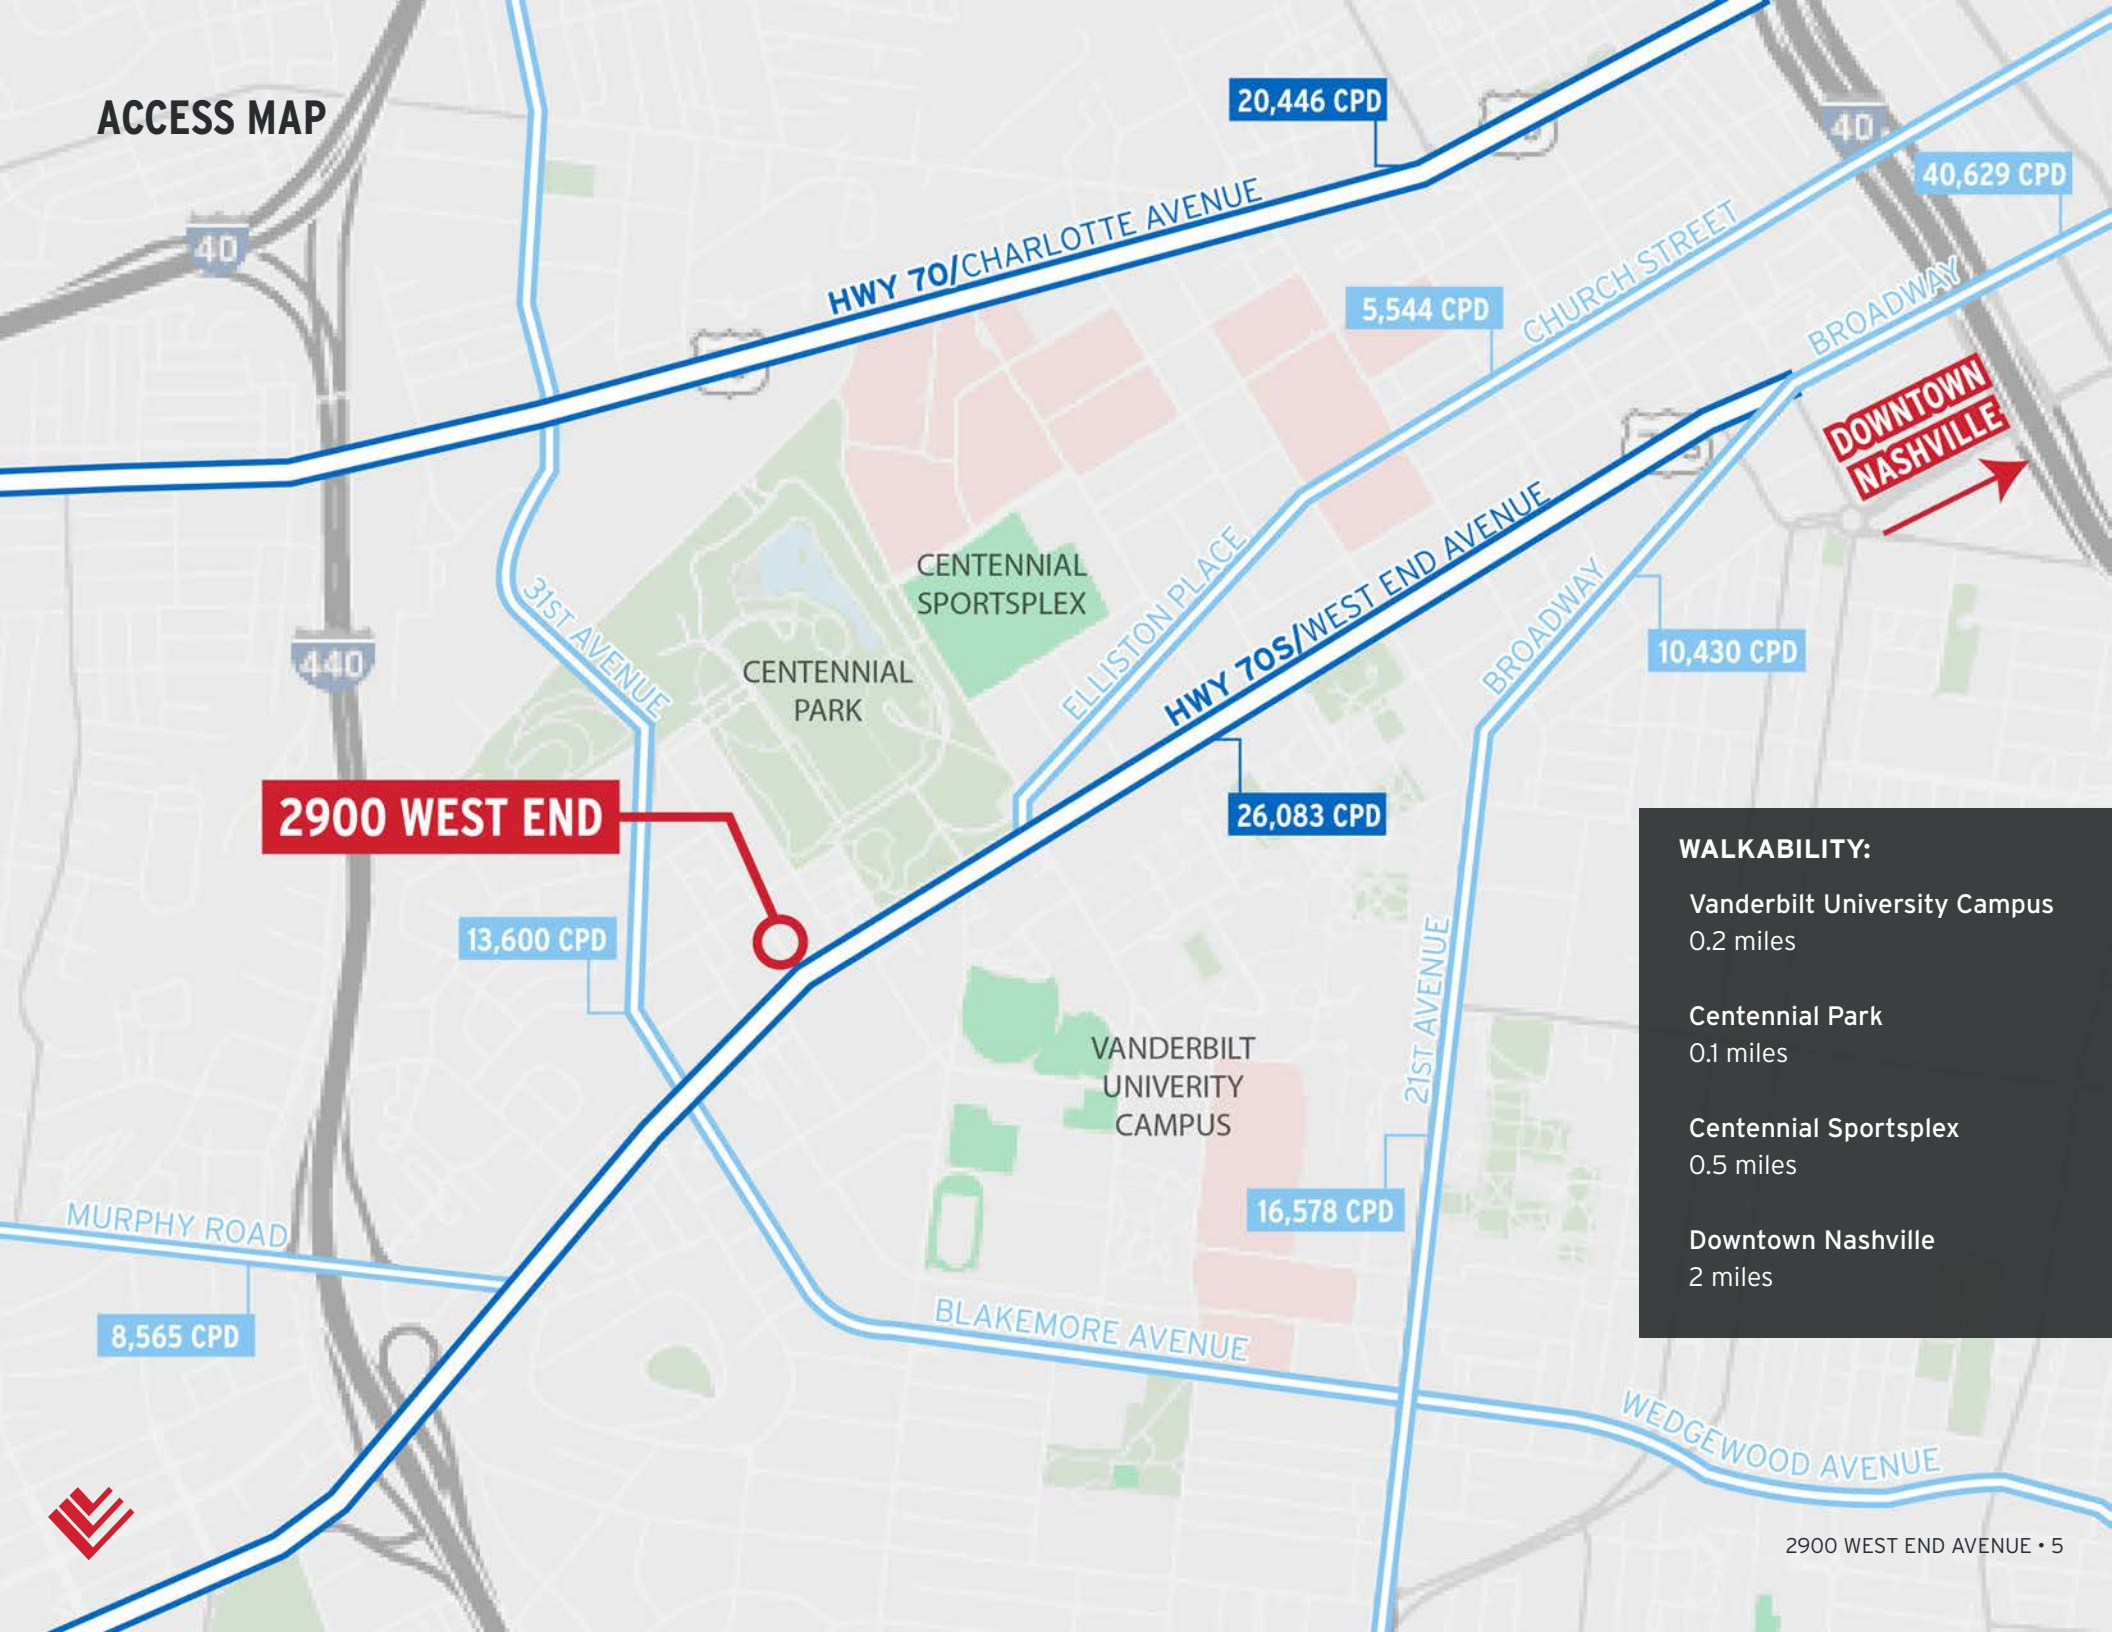 ACCESS MAP
20,446 CPD
40
40,629 CPD
HWY 70/CHARLOTTE AVENUE
40
5,544 CPD
CHURCH STREET
BROADWAY
DOWNTOWN
NASHVILLE
CENTENNIAL
SPORTSPLEX
ELLISTON PLACE
HWY 70S/WEST END AVENUE
BROADWAY
31ST AVENUE
440
CENTENNIAL
PARK
10,430 CPD
2900 WEST END
26,083 CPD
13,600 CPD
21ST AVENUE
VANDERBILT
UNIVERITY
CAMPUS
16,578 CPD
MURPHY ROAD
8,565 CPD
BLAKEMORE AVENUE
WEDGEWOOD AVENUE
WALKABILITY:
Vanderbilt University Campus
0.2 miles
Centennial Park
0.1 miles
Centennial Sportsplex
0.5 miles
Downtown Nashville
2 miles
2900 WEST END AVENUE • 5